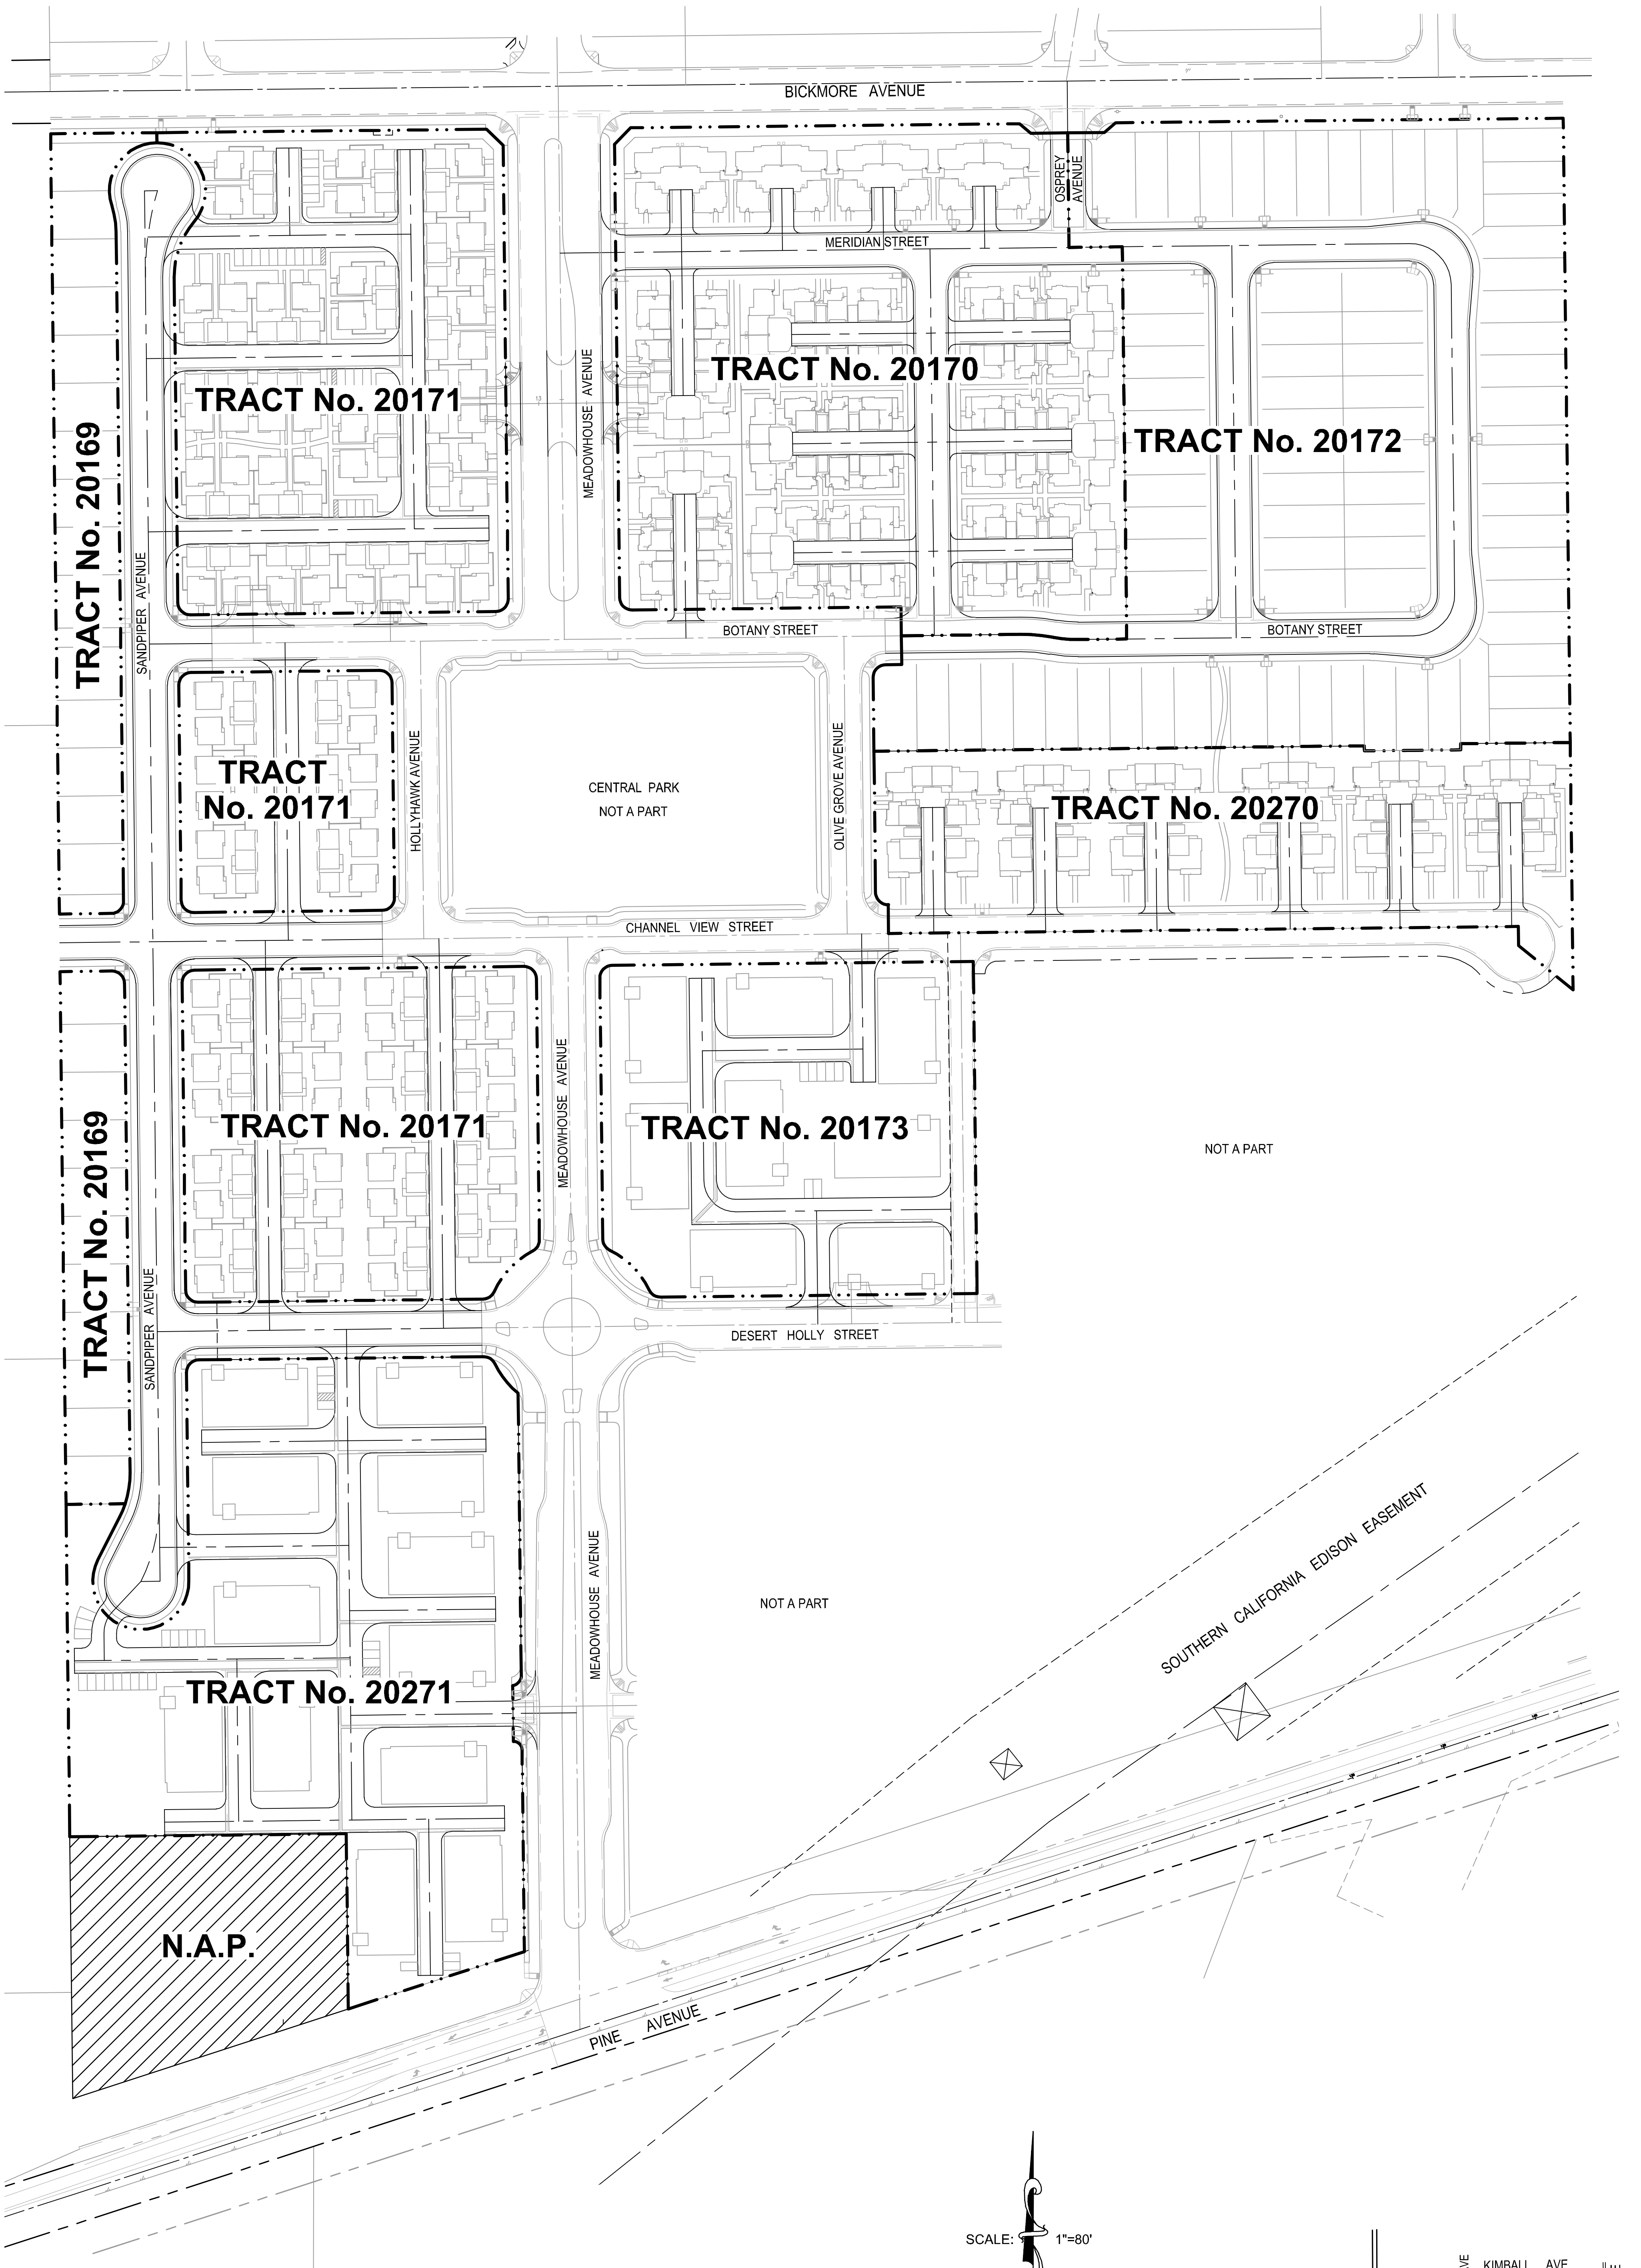 BICKMORE AVENUE
OSPREY
AVENUE
MERIDIAN STREET
MEADOWHOUSE AVENUE
TRACT No. 20170
TRACT No. 20171
TRACT No. 20172
TRACT No. 20169
SANDPIPER AVENUE
BOTANY STREET
BOTANY STREET
TRACT
No. 20171
HOLLYHAWK AVENUE
CENTRAL PARK
NOT A PART
OLIVE GROVE AVENUE
TRACT No. 20270
CHANNEL VIEW STREET
TRACT No. 20169
TRACT No. 20171
MEADOWHOUSE AVENUE
TRACT No. 20173
NOT A PART
SANDPIPER AVENUE
DESERT HOLLY STREET
MEADOWHOUSE AVENUE
NOT A PART
SOUTHERN CALIFORNIA EDISON EASEMENT
TRACT No. 20271
N.A.P.
PINE AVENUE
SCALE: 1"=80'
KIMBALL AVE